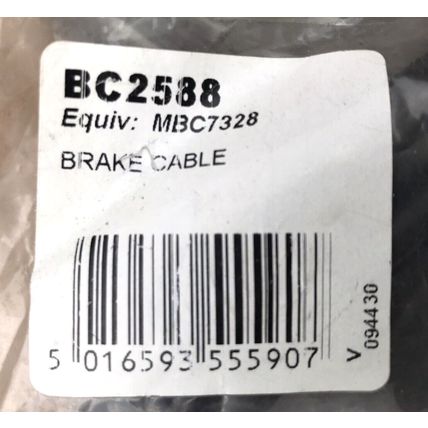 BC2588
Equiv: MBC7328
BRAKE CABLE
5 016593 555907
V 094430